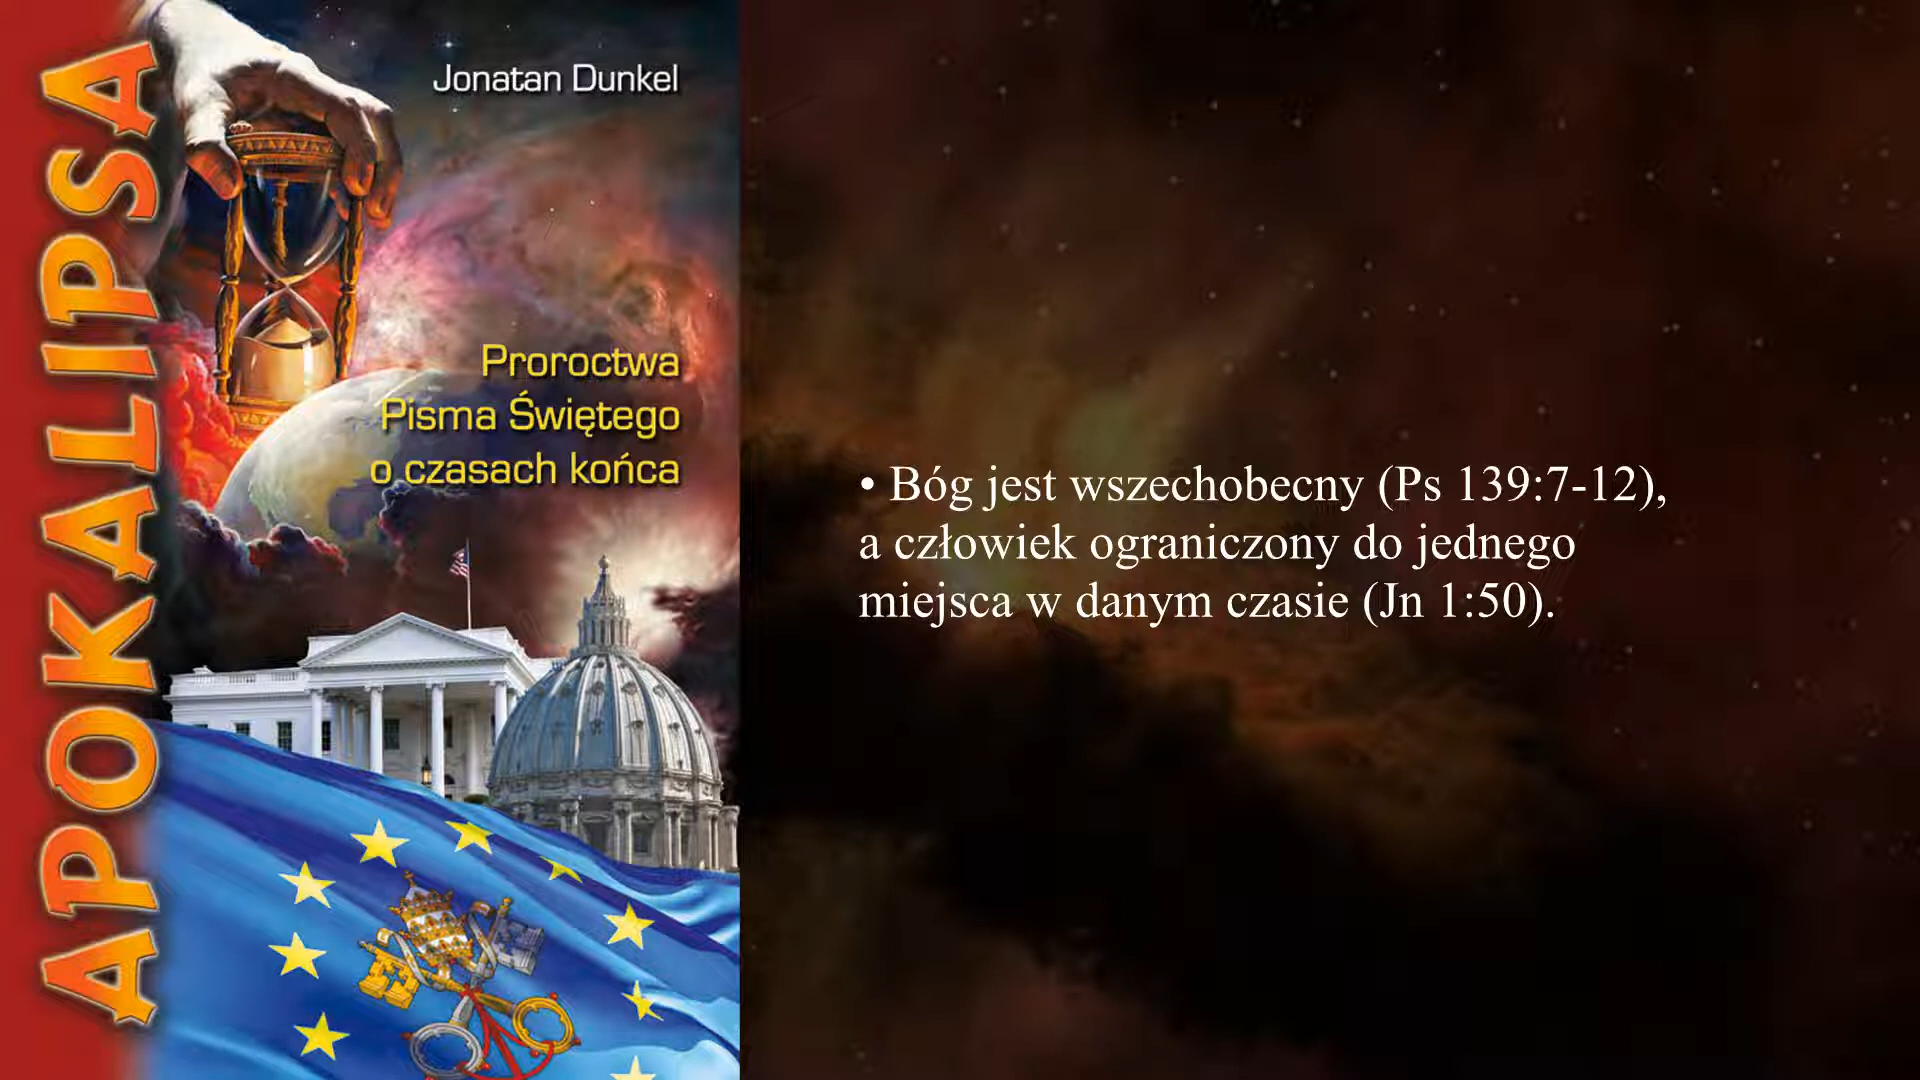 APOKALIPSA
Jonatan Dunkel
Proroctwa
Pisma Świętego
o czasach końca
• Bóg jest wszechobecny (Ps 139:7-12),
a człowiek ograniczony do jednego
miejsca w danym czasie (Jn 1:50).